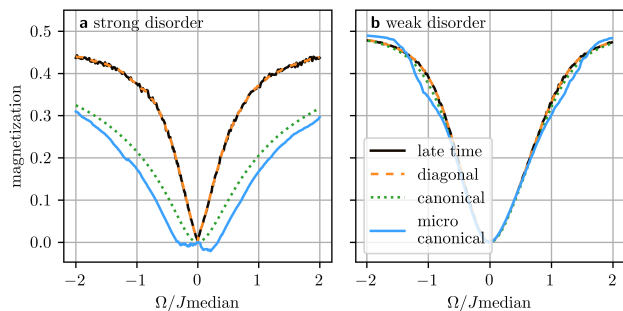 a strong disorder
b weak disorder
magnetization
0.5
0.4
0.3
0.2
0.1
0.0
late time
diagonal
canonical
micro
canonical
−2 −1 0 1 2
−2 −1 0 1 2
Ω/Jmedian
Ω/Jmedian